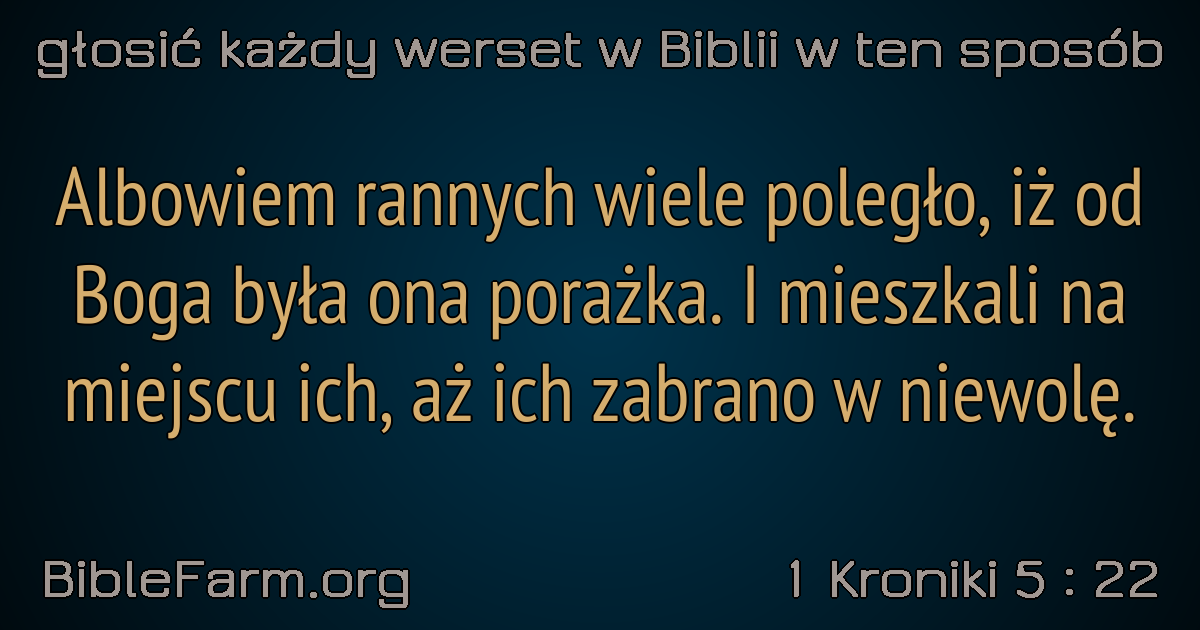 głosić każdy werset w Biblii w ten sposób
Albowiem rannych wiele poległo, iż od
Boga była ona porażka. I mieszkali na
miejscu ich, aż ich zabrano w niewolę.
BibleFarm.org
1 Kroniki 5 : 22